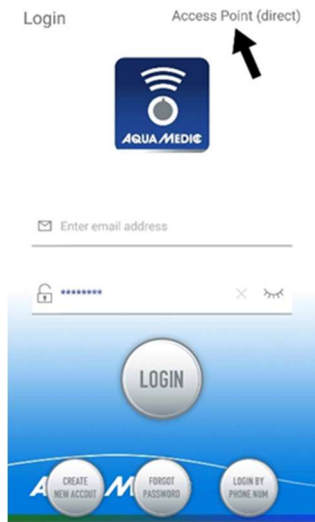 Login
Access Point (direct)
AQUA MEDIC
Enter email address
********
LOGIN
A M
CREATE
NEW ACCOUT
FORGOT
PASSWORD
LOGIN BY
PHONE NUM